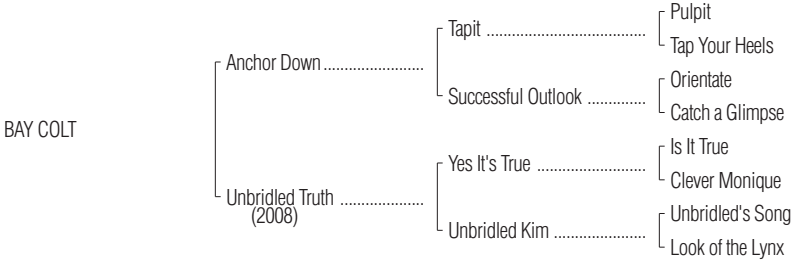 Pulpit
Tapit ....................................
Tap Your Heels
Anchor Down.......................
Orientate
Successful Outlook .............
Catch a Glimpse
BAY COLT
Is It True
Yes It's True ........................
Clever Monique
Unbridled Truth ...................
(2008)
Unbridled's Song
Unbridled Kim .....................
Look of the Lynx